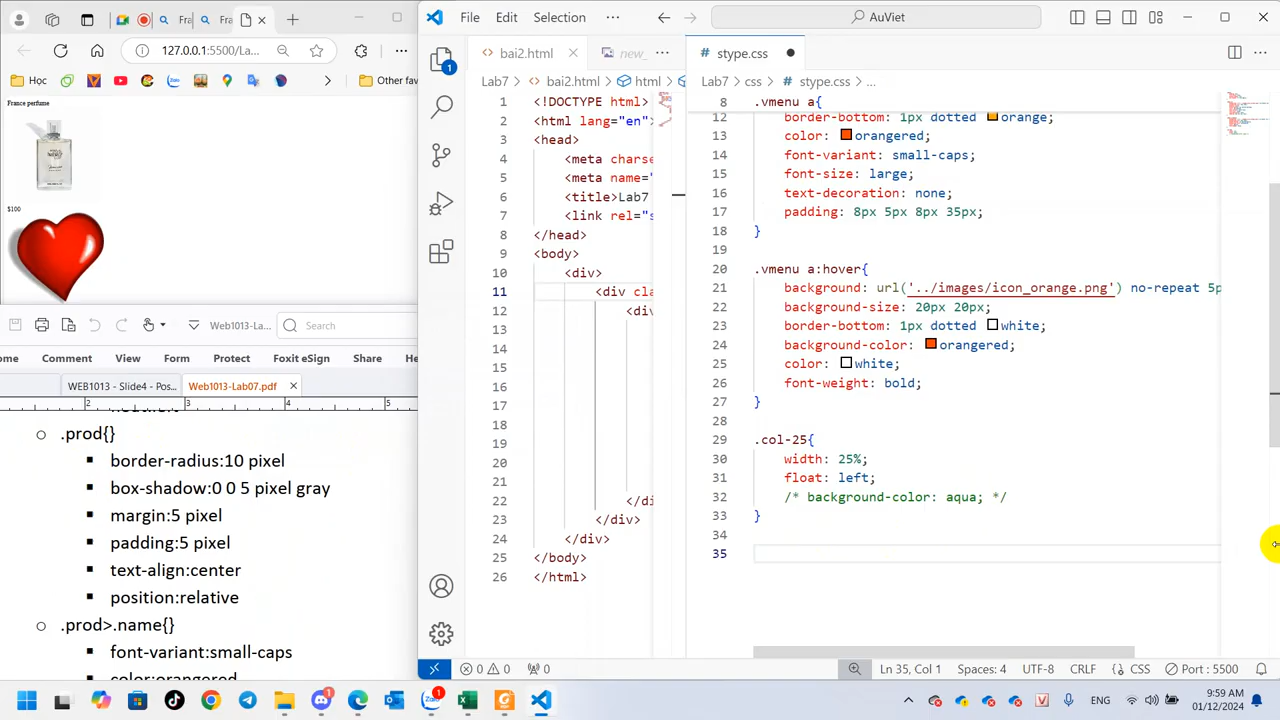 Fra
Fra
127.0.0.1:5500/La...
Học
Other fav
France perfume
$100
Web1013-La...
Search
ome
Comment
View
Form
Protect
Foxit eSign
Share
He
WEB1013 - Slide4 - Pos...
Web1013-Lab07.pdf
2
3
4
5
.prod{}
border-radius:10 pixel
box-shadow:0 0 5 pixel gray
margin:5 pixel
padding:5 pixel
text-align:center
position:relative
.prod>.name{}
font-variant:small-caps
color:orangered
File Edit Selection ...
AuViet
bai2.html
new_
Lab7 > bai2.html > html
1 <!DOCTYPE html>
2 <html lang="en"
3 <head>
4 <meta charse
5 <meta name="
6 <title>Lab7
7 <link rel="s
8 </head>
9 <body>
10 <div>
11 <div cla
12 <div
13
14
15
16
17
18
19
20
21
22 </di
23 </div>
24 </div>
25 </body>
26 </html>
# stype.css
Lab7 > css > # stype.css > ...
8 .vmenu a{
12 border-bottom: 1px dotted orange;
13 color: orangered;
14 font-variant: small-caps;
15 font-size: large;
16 text-decoration: none;
17 padding: 8px 5px 8px 35px;
18 }
19
20 .vmenu a:hover{
21 background: url('../images/icon_orange.png') no-repeat 5p
22 background-size: 20px 20px;
23 border-bottom: 1px dotted white;
24 background-color: orangered;
25 color: white;
26 font-weight: bold;
27 }
28
29 .col-25{
30 width: 25%;
31 float: left;
32 /* background-color: aqua; */
33 }
34
35
1
0 0 0
Ln 35, Col 1 Spaces: 4 UTF-8 CRLF {} CSS Port : 5500
ENG
9:59 AM
01/12/2024